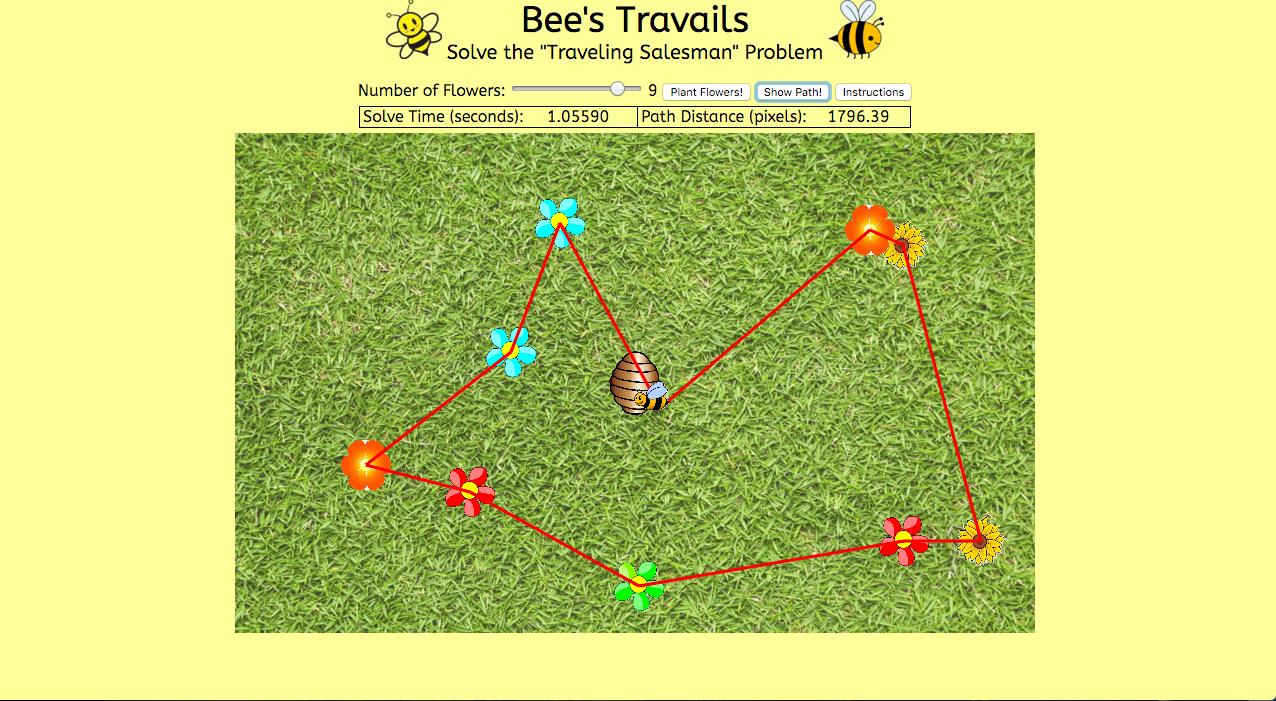 Bee's Travails
Solve the "Traveling Salesman" Problem
Number of Flowers: 9 Plant Flowers! Show Path! Instructions
Solve Time (seconds): 1.05590 Path Distance (pixels): 1796.39